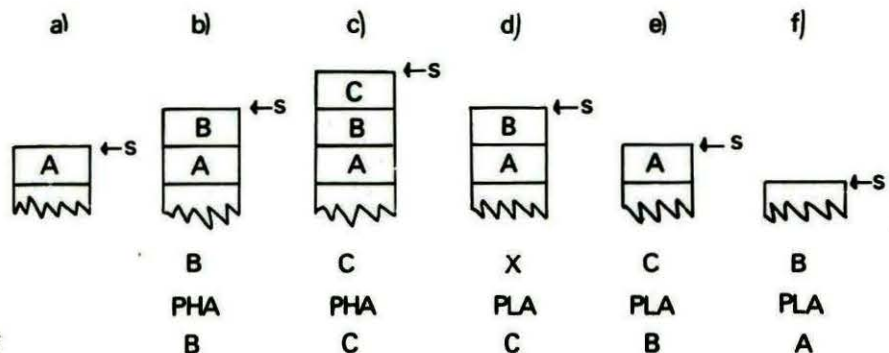 a) b) c) d) e) f)
←S
C
←S ←S
B B B
←S ←S
A A A A A
←S
B C X C B
PHA PHA PLA PLA PLA
B C C B A